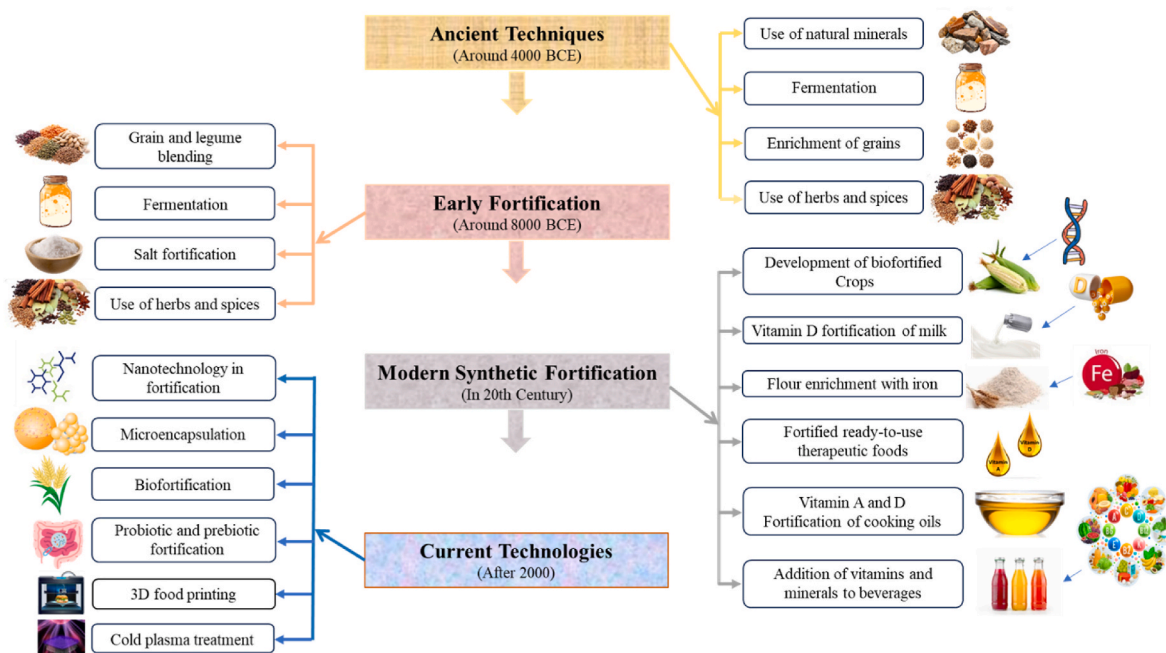 Ancient Techniques
(Around 4000 BCE)
Use of natural minerals
Fermentation
Enrichment of grains
Use of herbs and spices
Grain and legume
blending
Fermentation
Salt fortification
Use of herbs and spices
Early Fortification
(Around 8000 BCE)
Development of biofortified
Crops
Vitamin D fortification of milk
D
Flour enrichment with iron
Iron
Fe
Fortified ready-to-use
therapeutic foods
Vitamin
A
Vitamin
D
Vitamin A and D
Fortification of cooking oils
Addition of vitamins and
minerals to beverages
Modern Synthetic Fortification
(In 20th Century)
Nanotechnology in
fortification
Microencapsulation
Biofortification
Probiotic and prebiotic
fortification
3D food printing
Cold plasma treatment
Current Technologies
(After 2000)